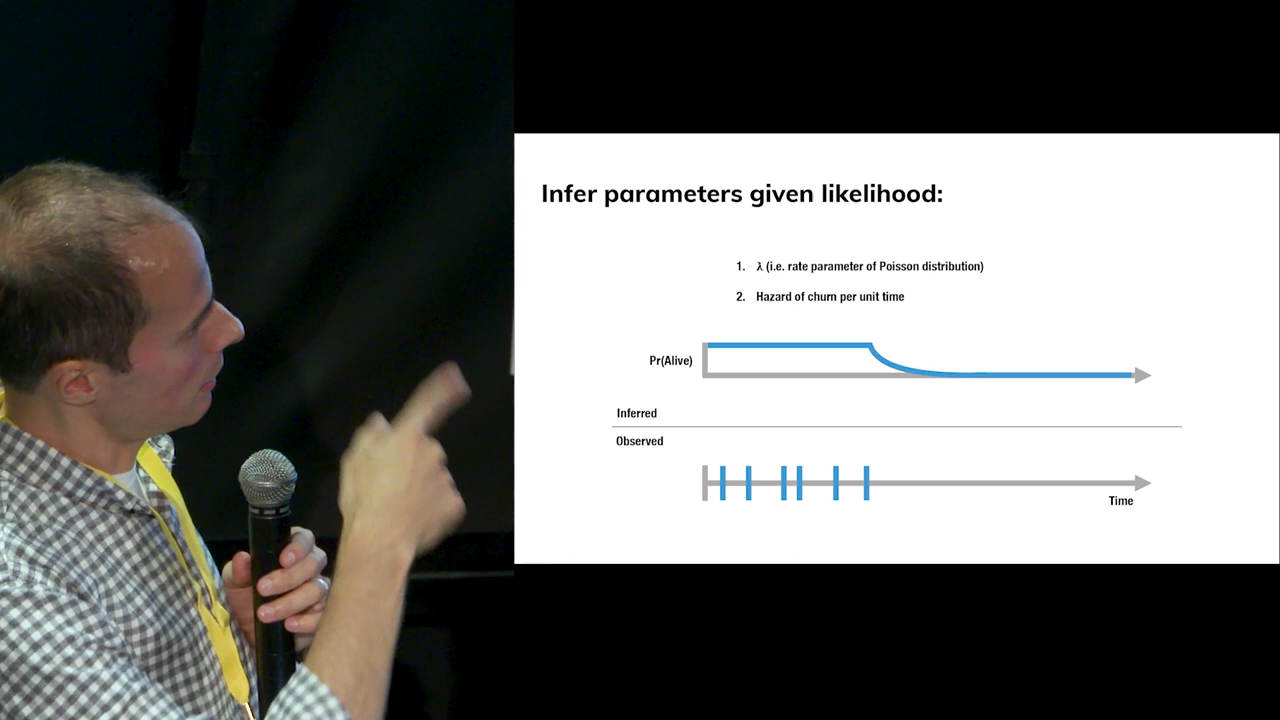 Infer parameters given likelihood:
1. λ (i.e. rate parameter of Poisson distribution)
2. Hazard of churn per unit time
Pr(Alive)
Inferred
Observed
Time